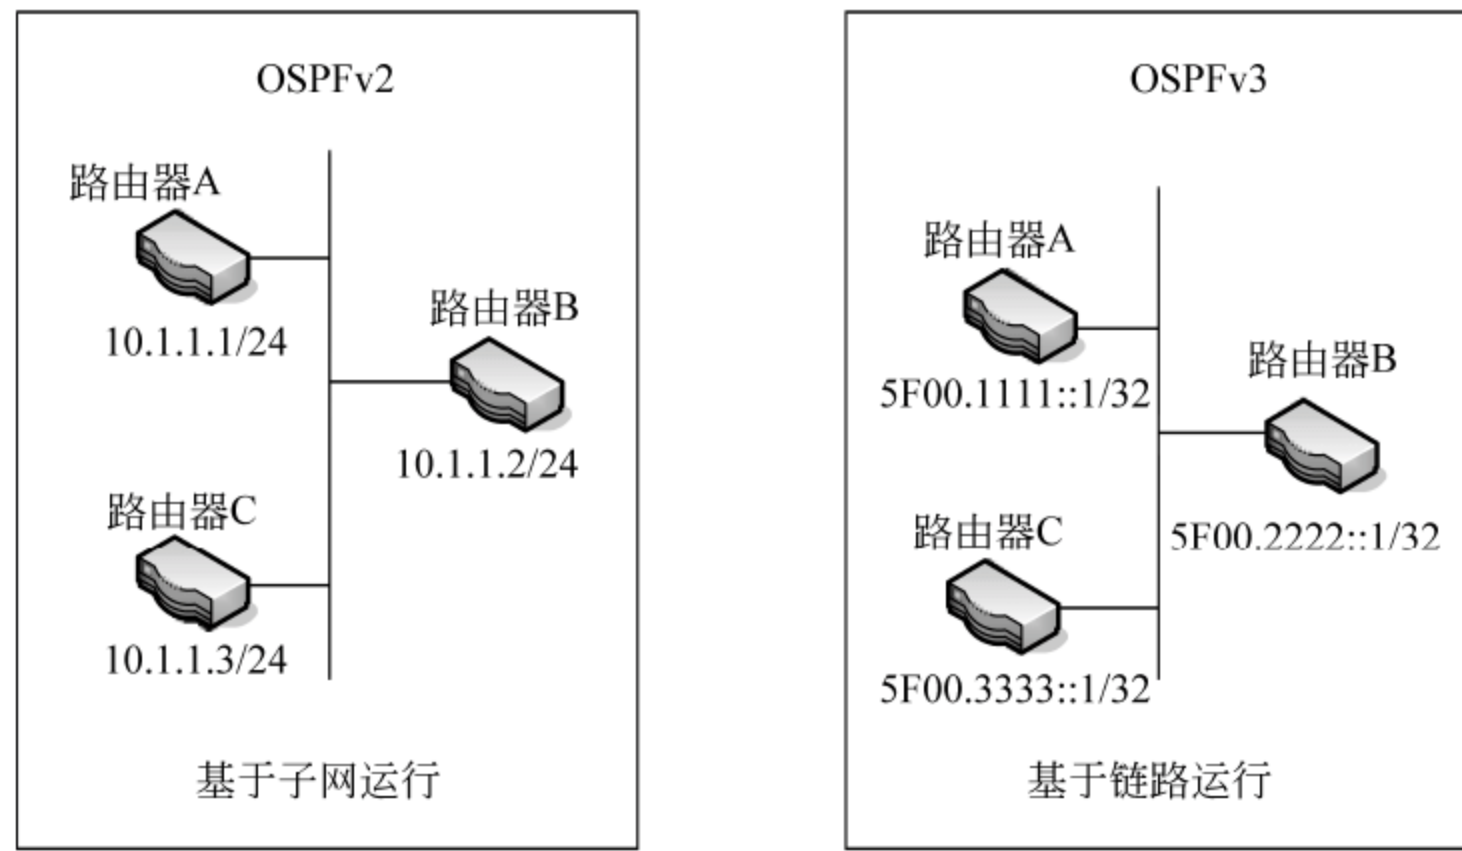 OSPFv2
路由器A
10.1.1.1/24
路由器B
10.1.1.2/24
路由器C
10.1.1.3/24
基于子网运行
OSPFv3
路由器A
5F00.1111::1/32
路由器B
5F00.2222::1/32
路由器C
5F00.3333::1/32
基于链路运行